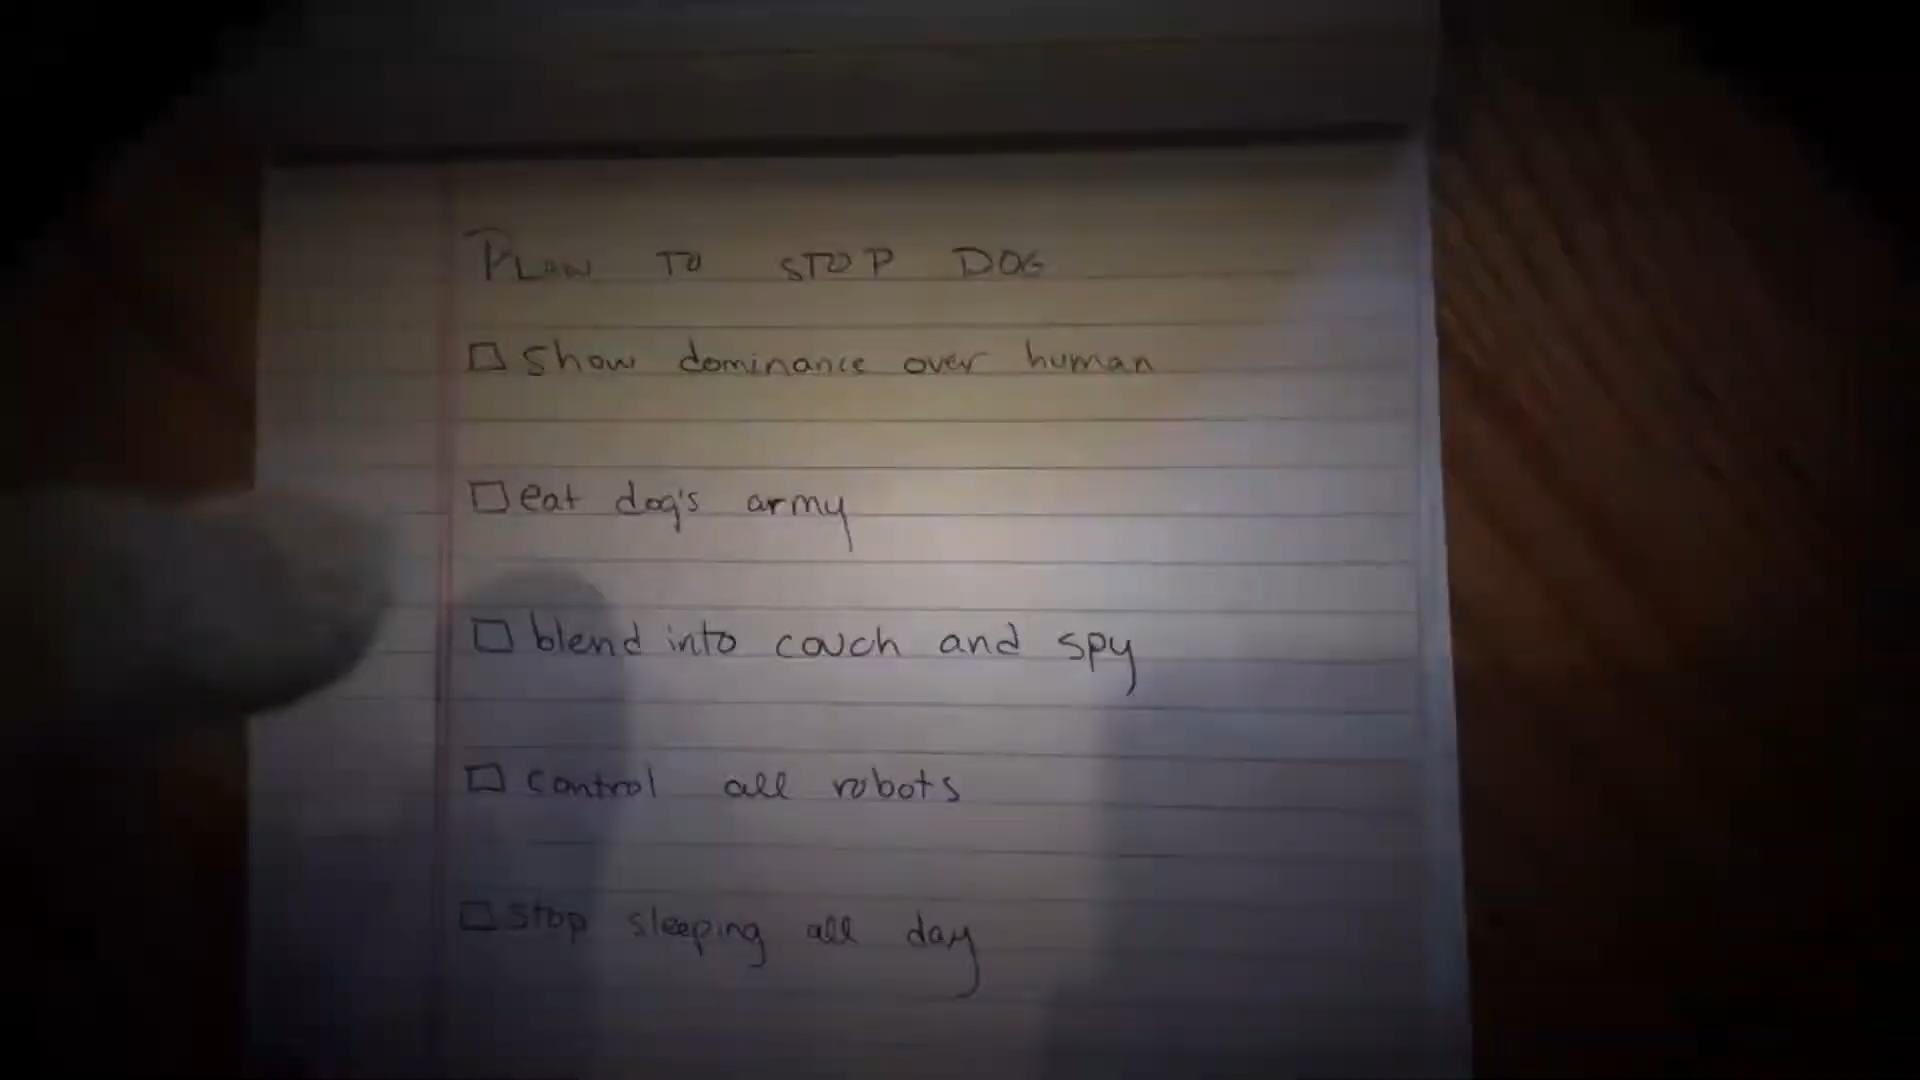 PLAN TO STOP DOG
show dominance over human
eat dog's army
blend into couch and spy
control all robots
stop sleeping all day